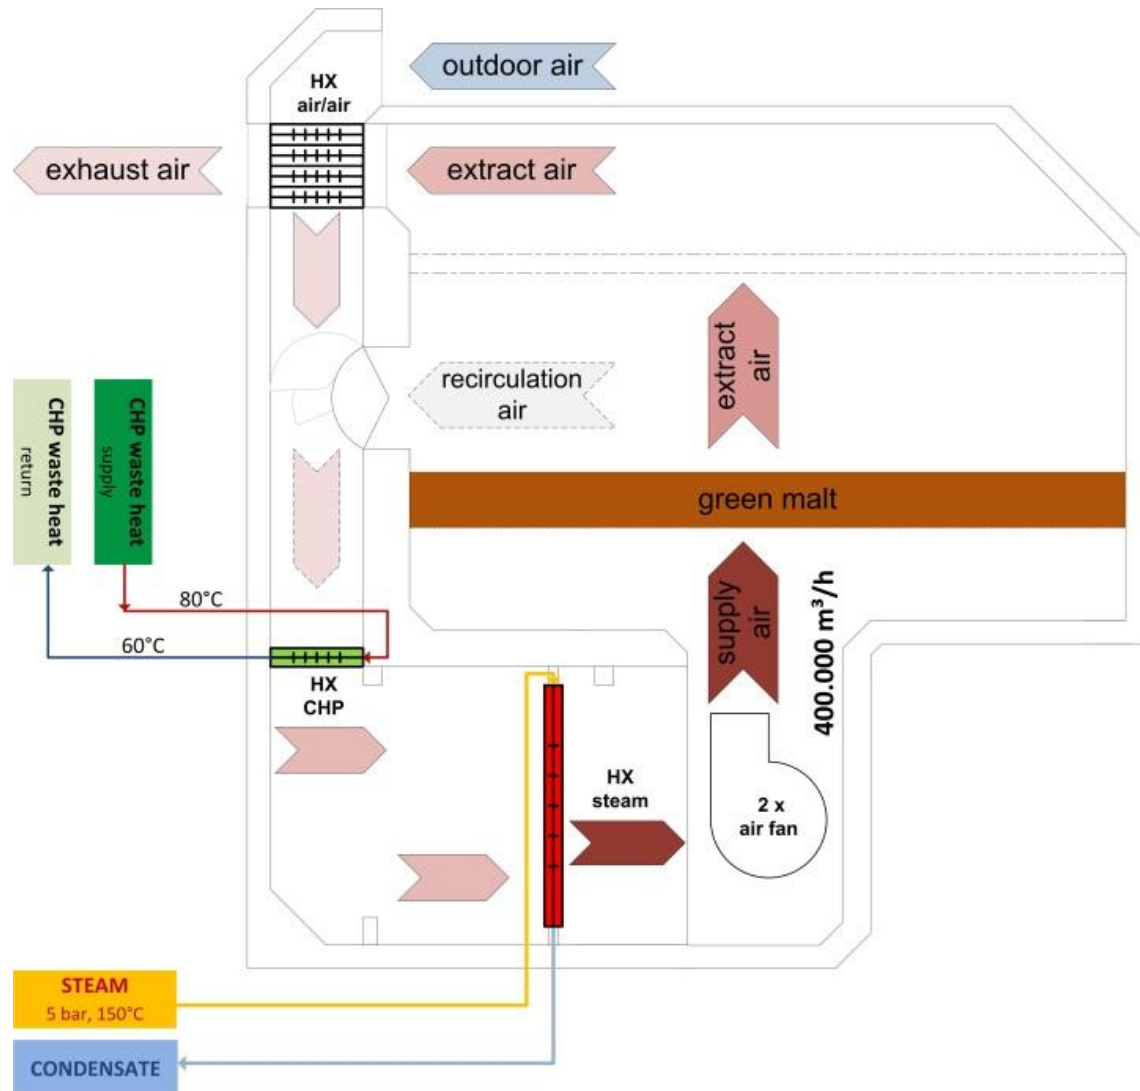 outdoor air
HX
air/air
exhaust air
extract air
extract
air
recirculation
air
CHP waste heat
return
CHP waste heat
supply
green malt
80°C
60°C
supply
air
400.000 m³/h
HX
CHP
HX
steam
2 x
air fan
STEAM
5 bar, 150°C
CONDENSATE